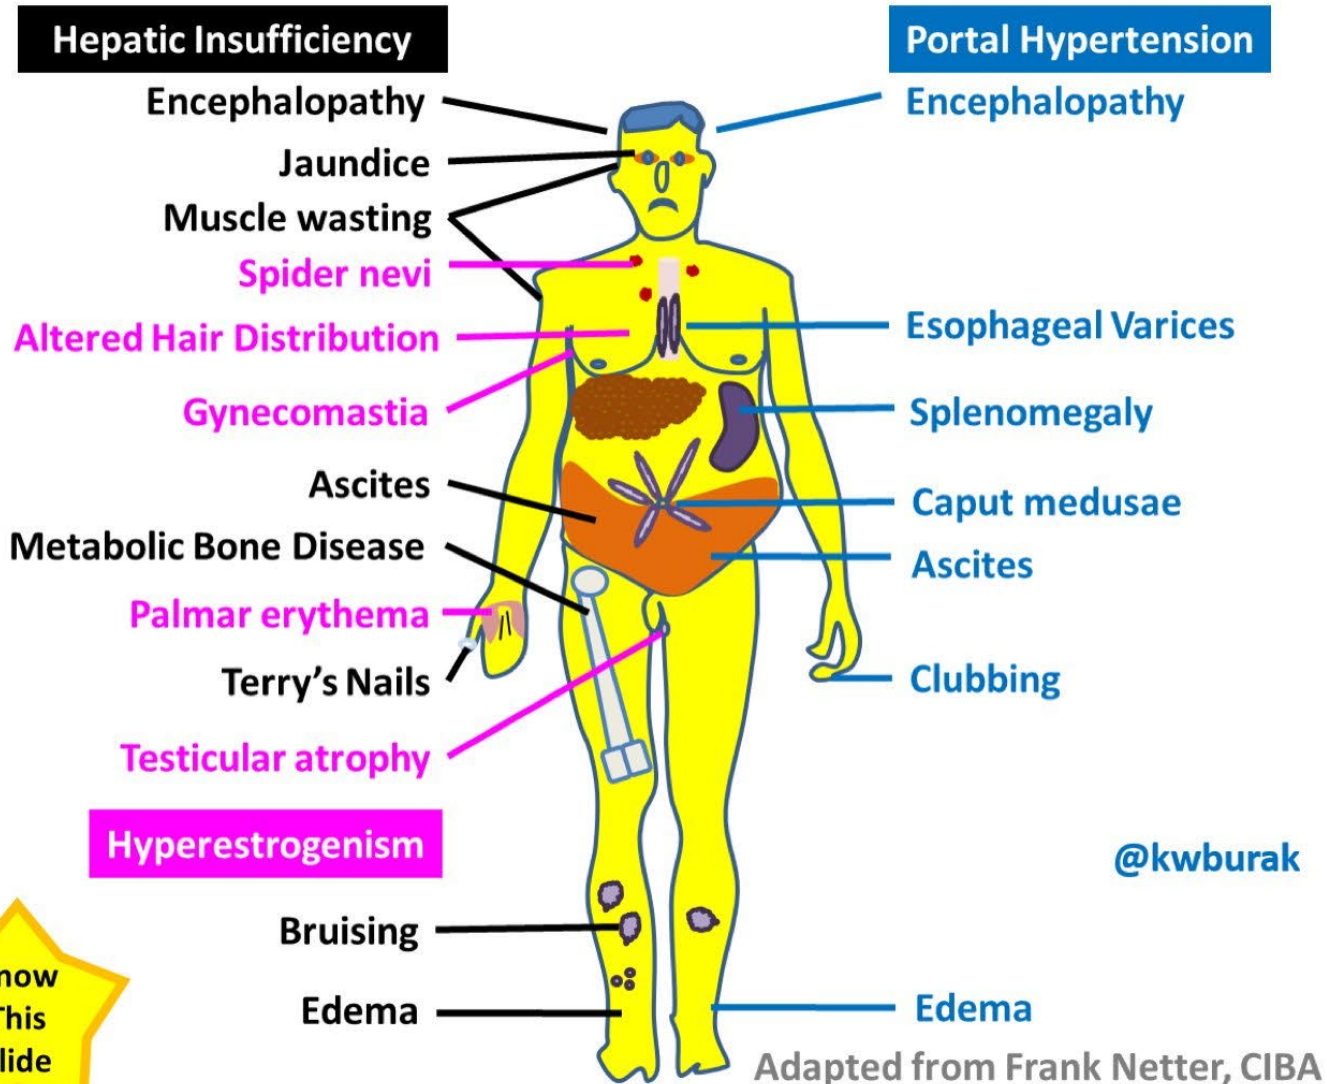 Hepatic Insufficiency
Portal Hypertension
Encephalopathy
Encephalopathy
Jaundice
Muscle wasting
Spider nevi
Altered Hair Distribution
Esophageal Varices
Gynecomastia
Splenomegaly
Ascites
Caput medusae
Metabolic Bone Disease
Ascites
Palmar erythema
Terry’s Nails
Clubbing
Testicular atrophy
Hyperestrogenism
@kwburak
Bruising
Edema
Edema
Adapted from Frank Netter, CIBA